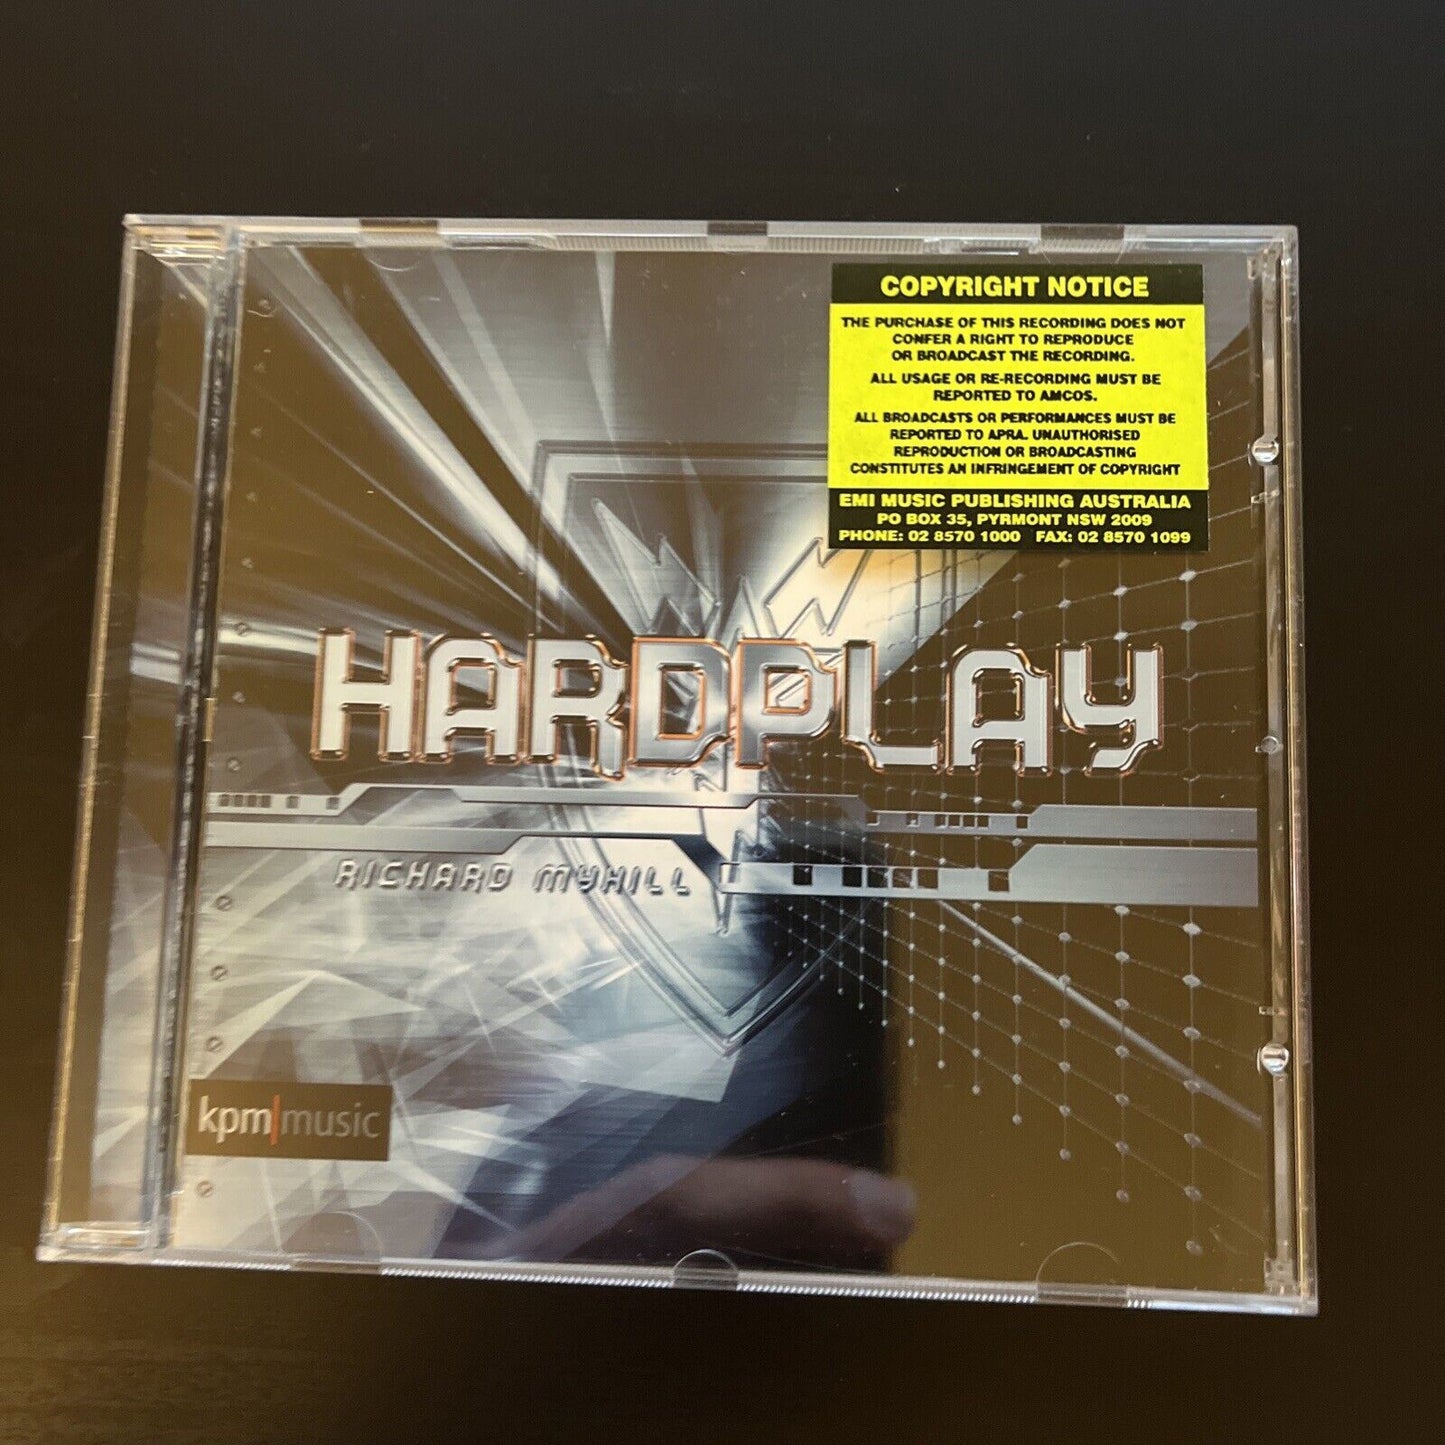 COPYRIGHT NOTICE
THE PURCHASE OF THIS RECORDING DOES NOT
CONFER A RIGHT TO REPRODUCE
OR BROADCAST THE RECORDING.
ALL USAGE OR RE-RECORDING MUST BE
REPORTED TO AMCOS.
ALL BROADCASTS OR PERFORMANCES MUST BE
REPORTED TO APRA. UNAUTHORISED
REPRODUCTION OR BROADCASTING
CONSTITUTES AN INFRINGEMENT OF COPYRIGHT
EMI MUSIC PUBLISHING AUSTRALIA
PO BOX 35, PYRMONT NSW 2009
PHONE: 02 8570 1000 FAX: 02 8570 1099
HARDPLAY
RICHARD MYHILL
kpm|music